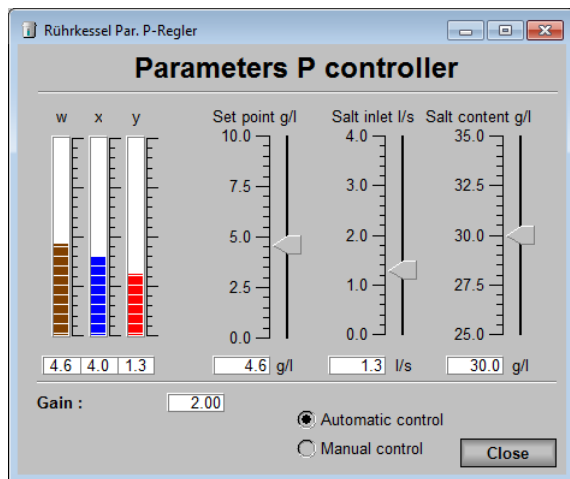 Rührkessel Par. P-Regler
Parameters P controller
w x y Set point g/l Salt inlet l/s Salt content g/l
10.0 4.0 35.0
7.5 3.0 32.5
5.0 2.0 30.0
2.5 1.0 27.5
0.0 0.0 25.0
4.6 4.0 1.3 4.6 g/l 1.3 l/s 30.0 g/l
Gain : 2.00
Automatic control
Manual control
Close